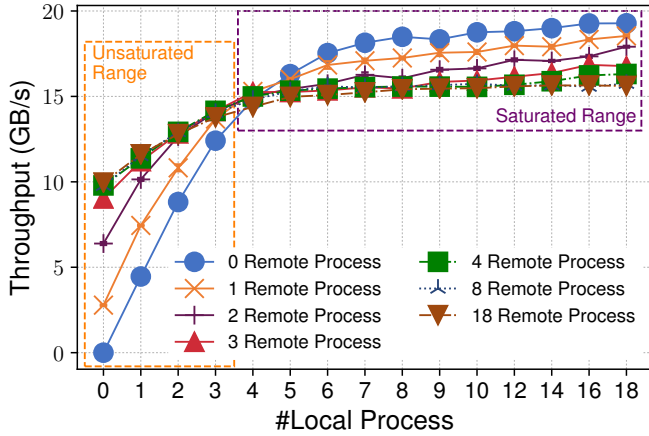 20
15
10
5
0
Throughput (GB/s)
Unsaturated
Range
Saturated Range
0 Remote Process
1 Remote Process
2 Remote Process
3 Remote Process
4 Remote Process
8 Remote Process
18 Remote Process
0 1 2 3 4 5 6 7 8 9 10 12 14 16 18
#Local Process